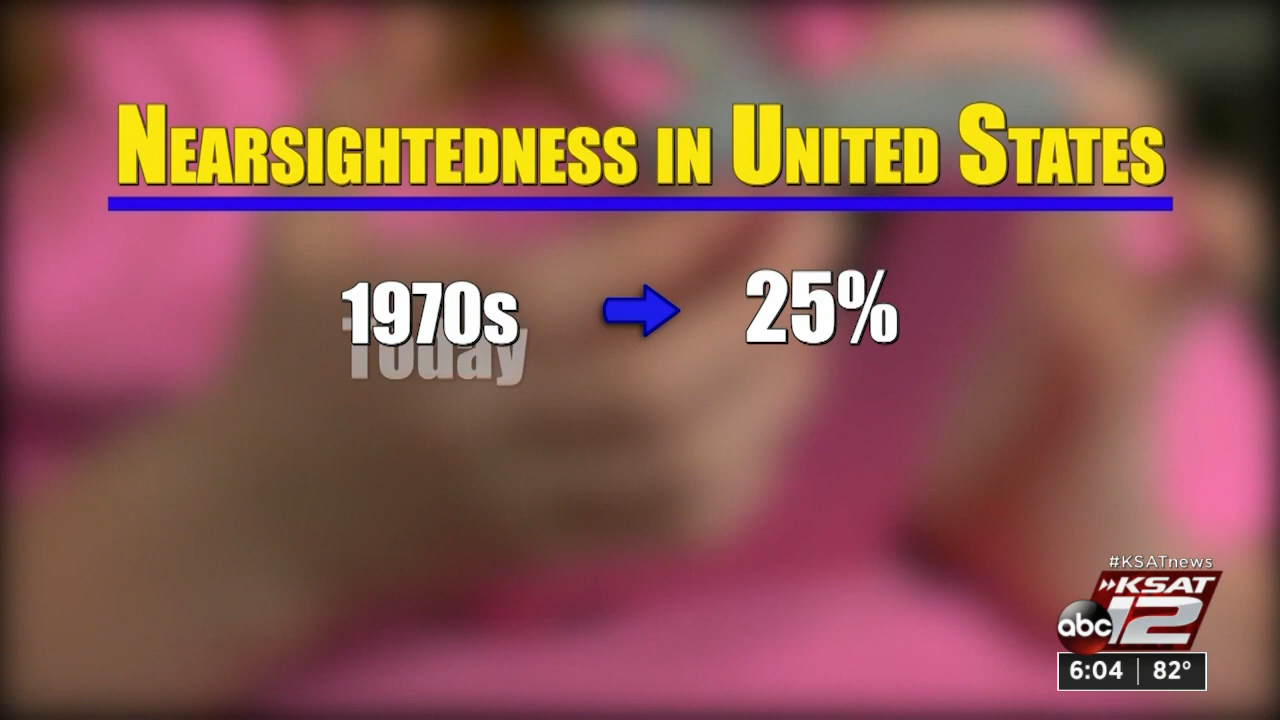 NEARSIGHTEDNESS IN UNITED STATES
1970s 25%
Today
#KSATnews
KSAT
abc 12
6:04 82°